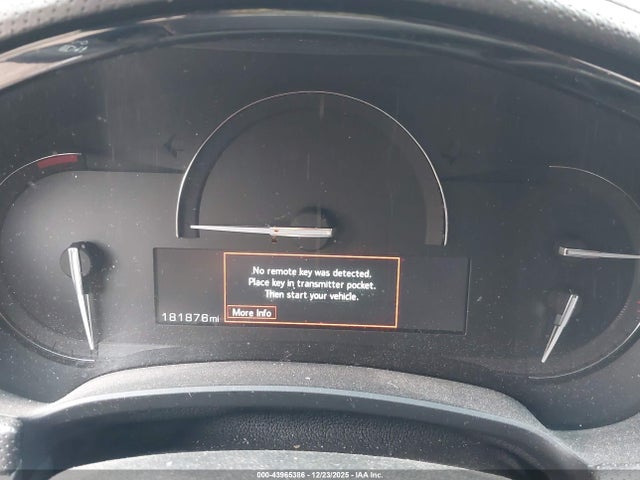 No remote key was detected.
Place key in transmitter pocket.
Then start your vehicle.
More Info
181876mi
000-43965386 - 12/23/2025 - IAA Inc.